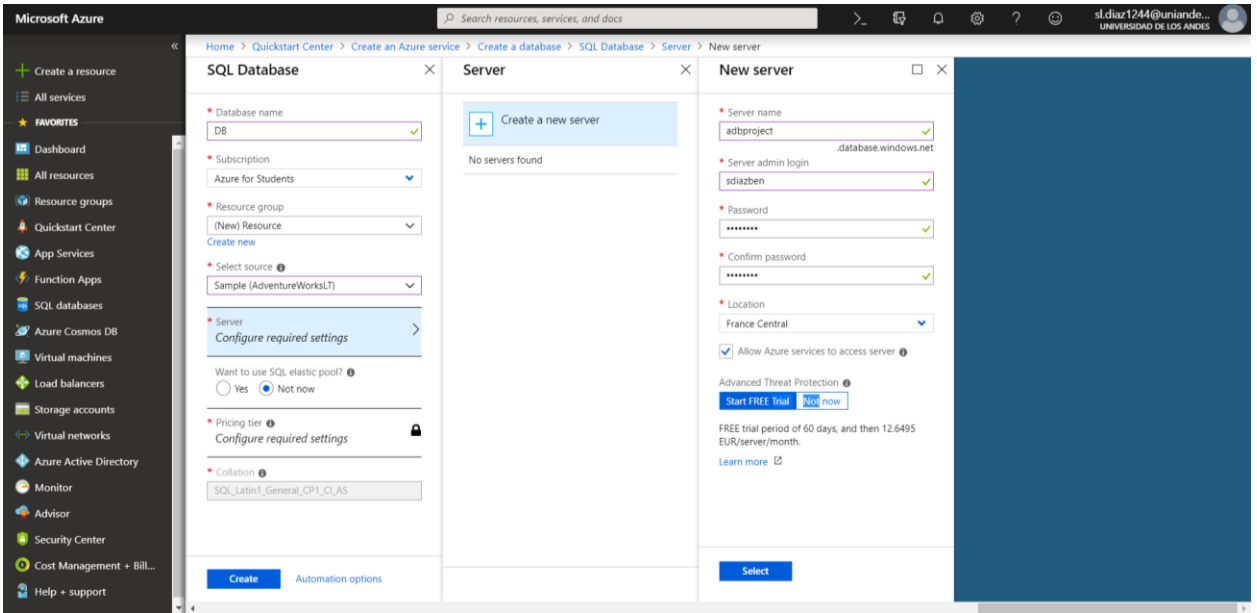 Microsoft Azure
Search resources, services, and docs
sl.diaz1244@uniande...
UNIVERSIDAD DE LOS ANDES
Home > Quickstart Center > Create an Azure service > Create a database > SQL Database > Server > New server
Create a resource
All services
FAVORITES
Dashboard
All resources
Resource groups
Quickstart Center
App Services
Function Apps
SQL databases
Azure Cosmos DB
Virtual machines
Load balancers
Storage accounts
Virtual networks
Azure Active Directory
Monitor
Advisor
Security Center
Cost Management + Bill...
Help + support
SQL Database
* Database name
DB
* Subscription
Azure for Students
* Resource group
(New) Resource
Create new
* Select source
Sample (AdventureWorksLT)
* Server
Configure required settings
Want to use SQL elastic pool?
Yes Not now
* Pricing tier
Configure required settings
* Collation
SQL_Latin1_General_CP1_CI_AS
Create Automation options
Server
Create a new server
No servers found
New server
* Server name
adbproject
.database.windows.net
* Server admin login
sdiazben
* Password
••••••••
* Confirm password
••••••••
* Location
France Central
Allow Azure services to access server
Advanced Threat Protection
Start FREE Trial Not now
FREE trial period of 60 days, and then 12.6495
EUR/server/month.
Learn more
Select